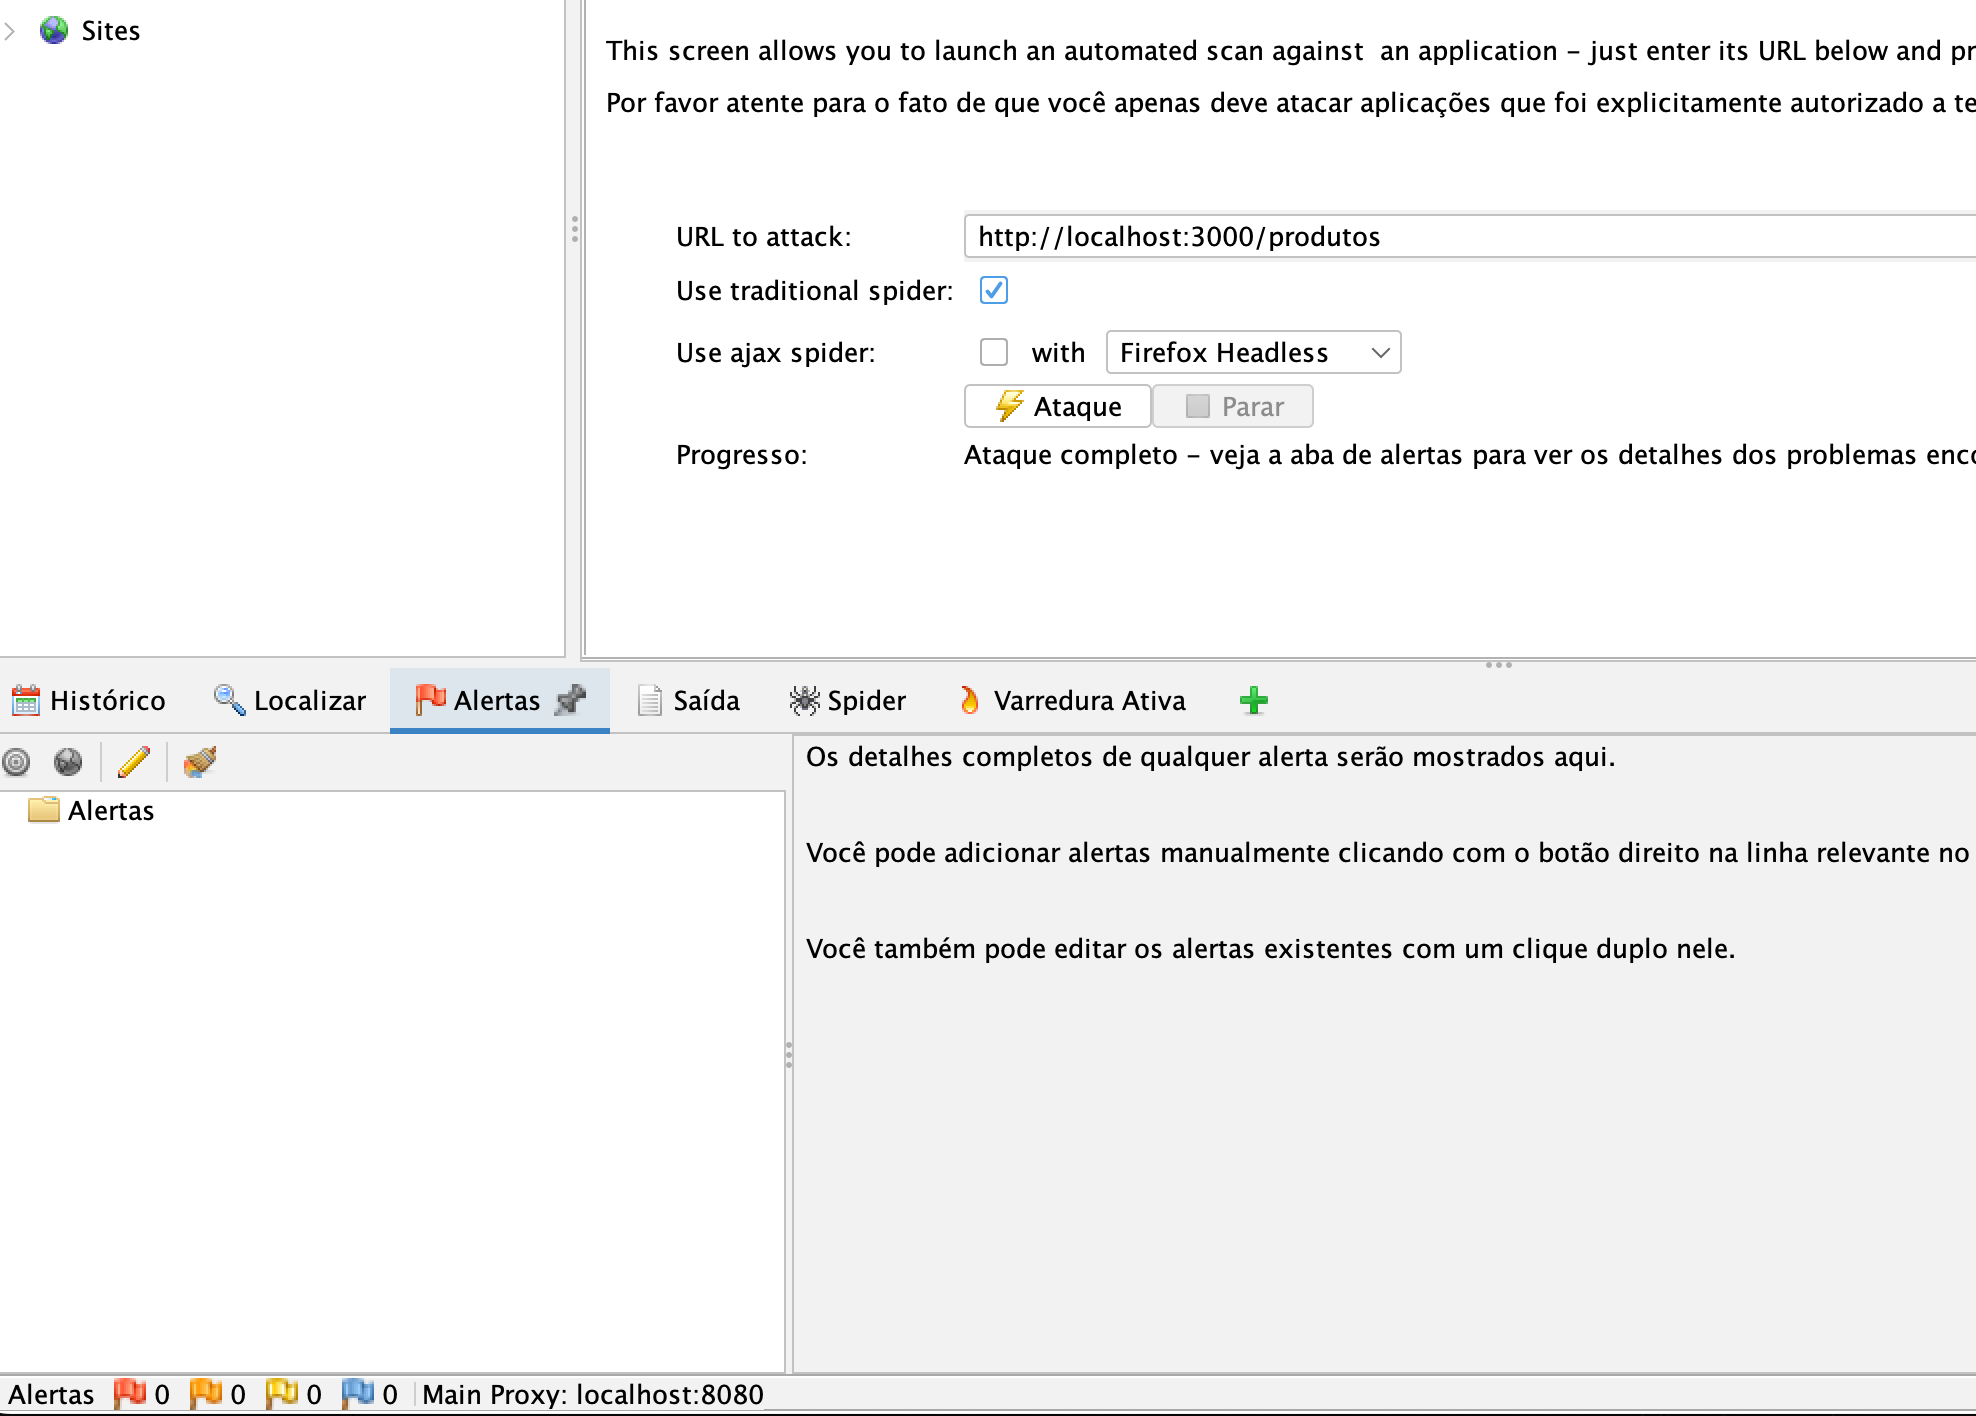 Sites
This screen allows you to launch an automated scan against  an application – just enter its URL below and pr
Por favor atente para o fato de que você apenas deve atacar aplicações que foi explicitamente autorizado a te
URL to attack: http://localhost:3000/produtos
Use traditional spider:
Use ajax spider: with Firefox Headless
Ataque Parar
Progresso: Ataque completo – veja a aba de alertas para ver os detalhes dos problemas enco
Histórico Localizar Alertas Saída Spider Varredura Ativa
Os detalhes completos de qualquer alerta serão mostrados aqui.
Alertas
Você pode adicionar alertas manualmente clicando com o botão direito na linha relevante no
Você também pode editar os alertas existentes com um clique duplo nele.
Alertas 0 0 0 0 Main Proxy: localhost:8080